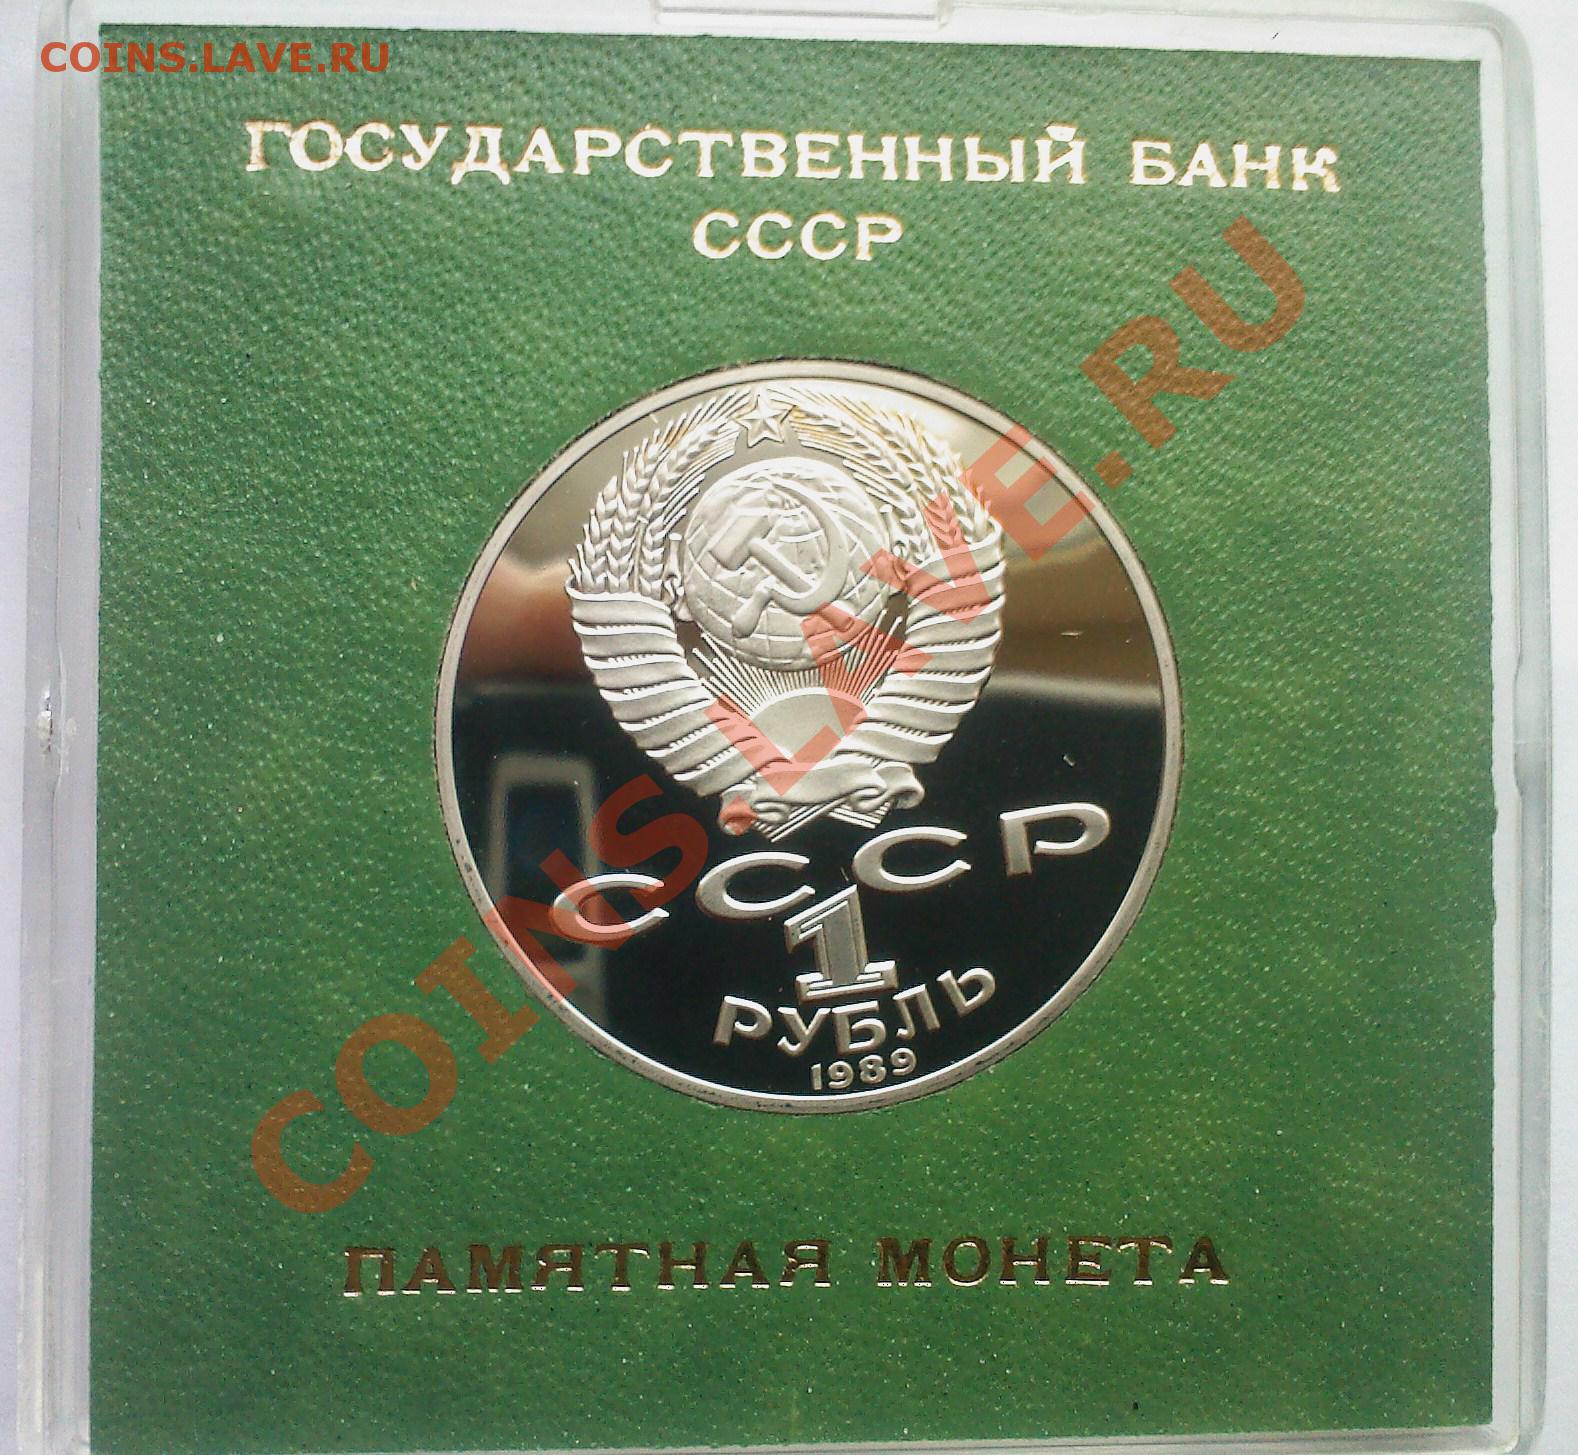 COINS.LAVE.RU
ГОСУДАРСТВЕННЫЙ БАНК
СССР
COINS.LAVE.RU
СССР
1
РУБЛЬ
1989
ПАМЯТНАЯ МОНЕТА